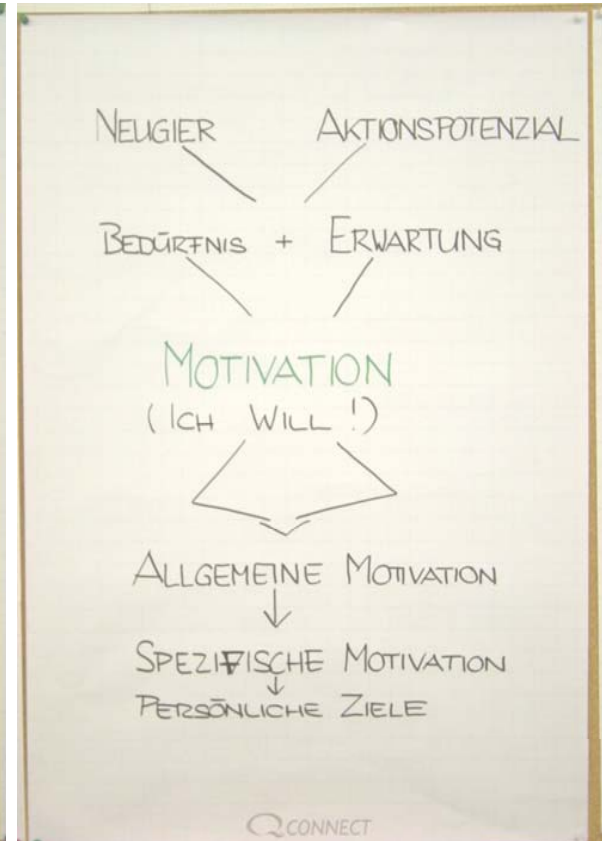 NEUGIER AKTIONSPOTENZIAL
BEDÜRFNIS + ERWARTUNG
MOTIVATION
(ICH WILL!)
ALLGEMEINE MOTIVATION
SPEZIFISCHE MOTIVATION
PERSÖNLICHE ZIELE
Q CONNECT